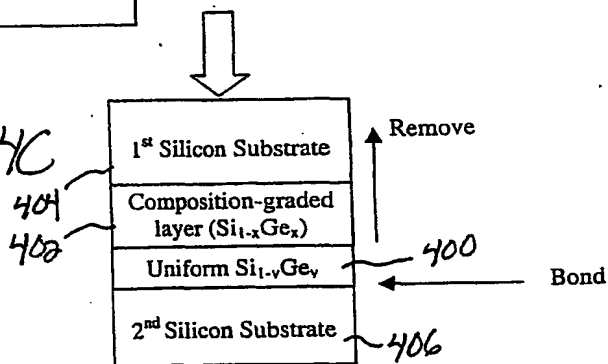 4C
1st Silicon Substrate
Remove
404
Composition-graded
layer (Si1-xGex)
402
Uniform Si1-yGey
400
Bond
2nd Silicon Substrate
406